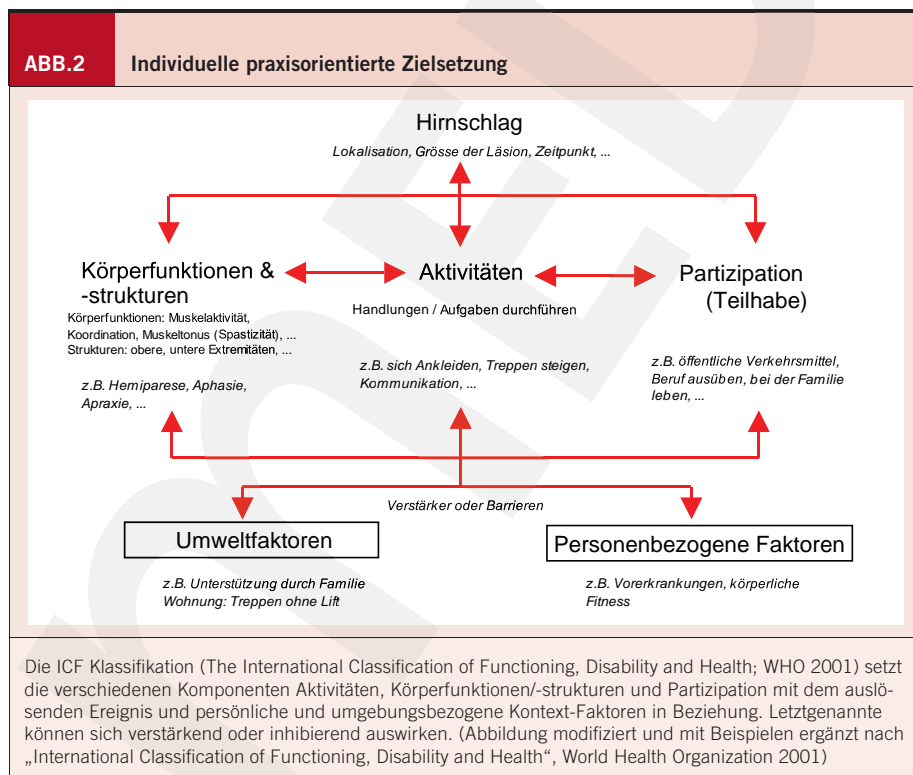 ABB.2 Individuelle praxisorientierte Zielsetzung
Hirnschlag
Lokalisation, Grösse der Läsion, Zeitpunkt, ...
Körperfunktionen &
-strukturen
Körperfunktionen: Muskelaktivität,
Koordination, Muskeltonus (Spastizität), ...
Strukturen: obere, untere Extremitäten, ...
z.B. Hemiparese, Aphasie,
Apraxie, ...
Aktivitäten
Handlungen / Aufgaben durchführen
z.B. sich Ankleiden, Treppen steigen,
Kommunikation, ...
Partizipation
(Teilhabe)
z.B. öffentliche Verkehrsmittel,
Beruf ausüben, bei der Familie
leben, ...
Verstärker oder Barrieren
Umweltfaktoren
z.B. Unterstützung durch Familie
Wohnung: Treppen ohne Lift
Personenbezogene Faktoren
z.B. Vorerkrankungen, körperliche
Fitness
Die ICF Klassifikation (The International Classification of Functioning, Disability and Health; WHO 2001) setzt
die verschiedenen Komponenten Aktivitäten, Körperfunktionen/-strukturen und Partizipation mit dem auslö-
senden Ereignis und persönliche und umgebungsbezogene Kontext-Faktoren in Beziehung. Letztgenannte
können sich verstärkend oder inhibierend auswirken. (Abbildung modifiziert und mit Beispielen ergänzt nach
„International Classification of Functioning, Disability and Health“, World Health Organization 2001)